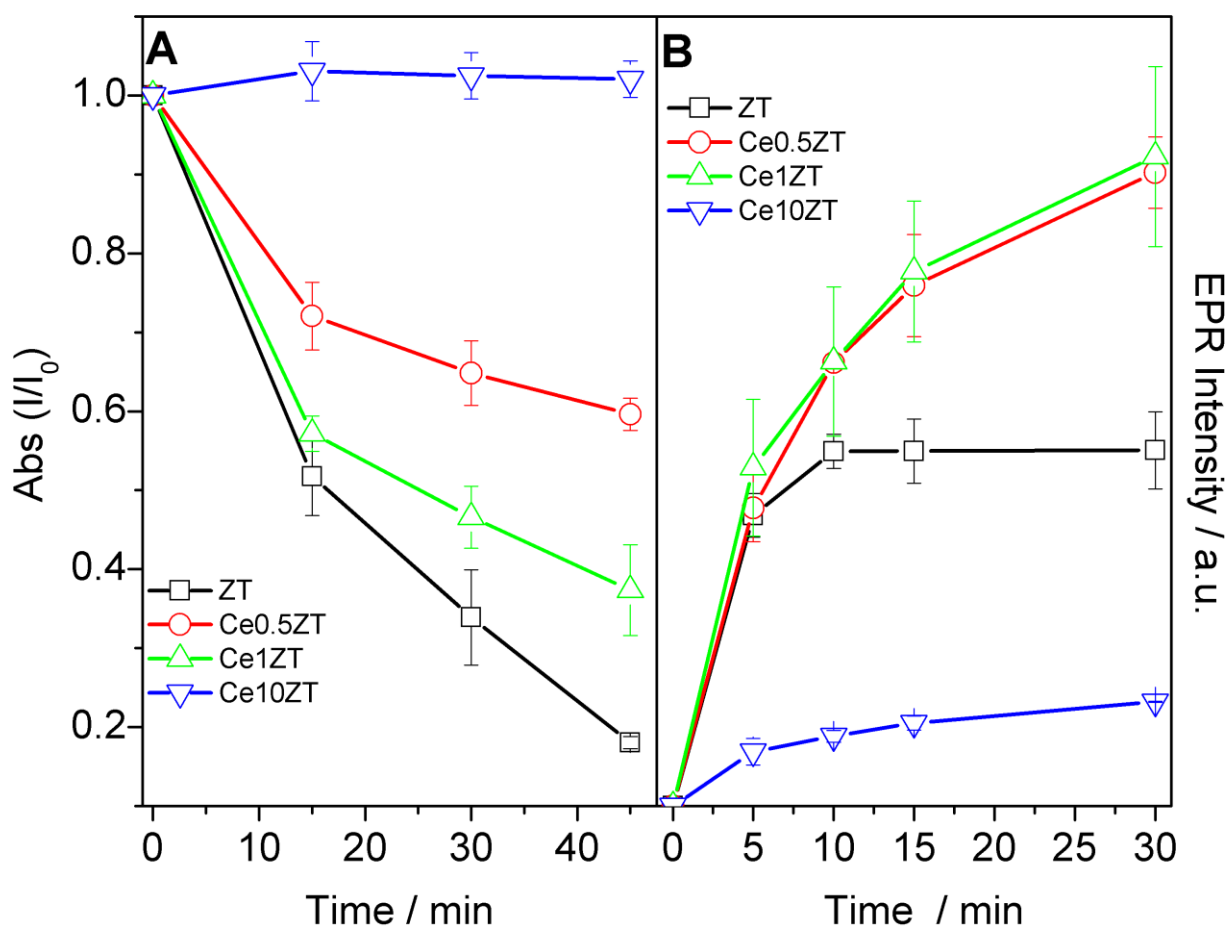 A
B
1.0
0.8
0.6
0.4
0.2
Abs (I/I₀)
ZT
Ce0.5ZT
Ce1ZT
Ce10ZT
ZT
Ce0.5ZT
Ce1ZT
Ce10ZT
EPR Intensity / a.u.
0 10 20 30 40
0 5 10 15 20 25 30
Time / min
Time / min